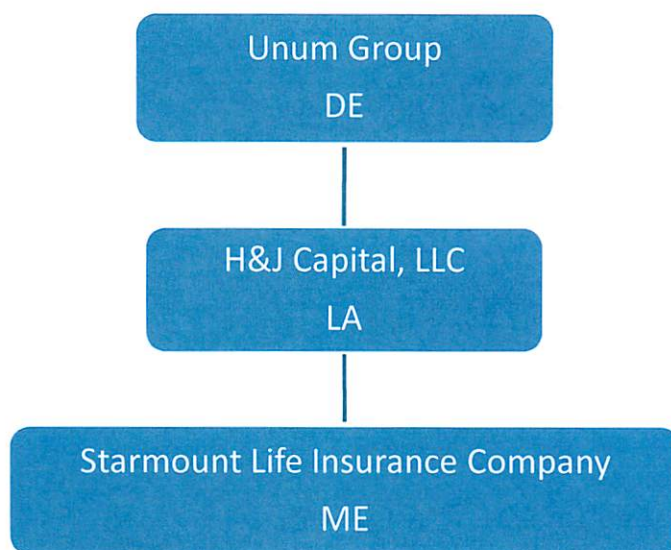 Unum Group
DE
H&J Capital, LLC
LA
Starmount Life Insurance Company
ME